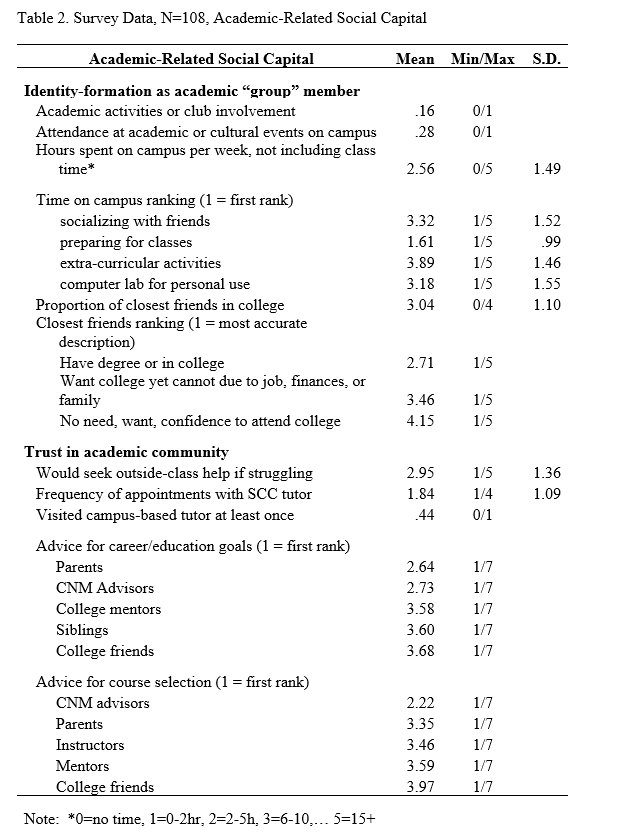 Table 2. Survey Data, N=108, Academic-Related Social Capital
Academic-Related Social Capital Mean Min/Max S.D.
Identity-formation as academic “group” member
Academic activities or club involvement .16 0/1
Attendance at academic or cultural events on campus .28 0/1
Hours spent on campus per week, not including class
time* 2.56 0/5 1.49
Time on campus ranking (1 = first rank)
socializing with friends 3.32 1/5 1.52
preparing for classes 1.61 1/5 .99
extra-curricular activities 3.89 1/5 1.46
computer lab for personal use 3.18 1/5 1.55
Proportion of closest friends in college 3.04 0/4 1.10
Closest friends ranking (1 = most accurate
description)
Have degree or in college 2.71 1/5
Want college yet cannot due to job, finances, or
family 3.46 1/5
No need, want, confidence to attend college 4.15 1/5
Trust in academic community
Would seek outside-class help if struggling 2.95 1/5 1.36
Frequency of appointments with SCC tutor 1.84 1/4 1.09
Visited campus-based tutor at least once .44 0/1
Advice for career/education goals (1 = first rank)
Parents 2.64 1/7
CNM Advisors 2.73 1/7
College mentors 3.58 1/7
Siblings 3.60 1/7
College friends 3.68 1/7
Advice for course selection (1 = first rank)
CNM advisors 2.22 1/7
Parents 3.35 1/7
Instructors 3.46 1/7
Mentors 3.59 1/7
College friends 3.97 1/7
Note: *0=no time, 1=0-2hr, 2=2-5h, 3=6-10,… 5=15+